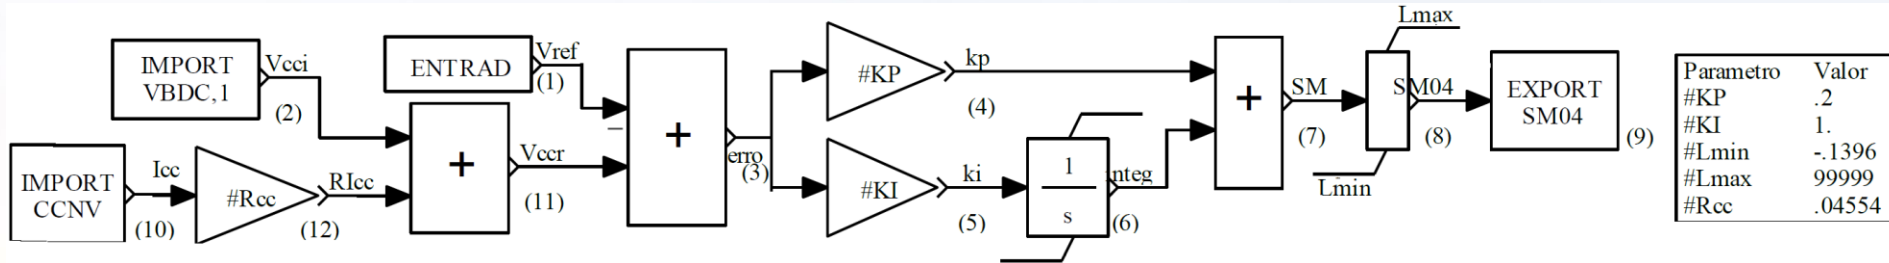 IMPORT
VBDC,1
Vcci
(2)
ENTRAD
Vref
(1)
IMPORT
CCNV
Icc
(10)
#Rcc
RIcc
(12)
+
Vccr
(11)
−
+
erro
(3)
#KP
kp
(4)
#KI
ki
(5)
1
s
integ
(6)
+
SM
(7)
Lmax
Lmin
SM04
(8)
EXPORT
SM04
(9)
Parametro Valor
#KP .2
#KI 1.
#Lmin -.1396
#Lmax 99999
#Rcc .04554